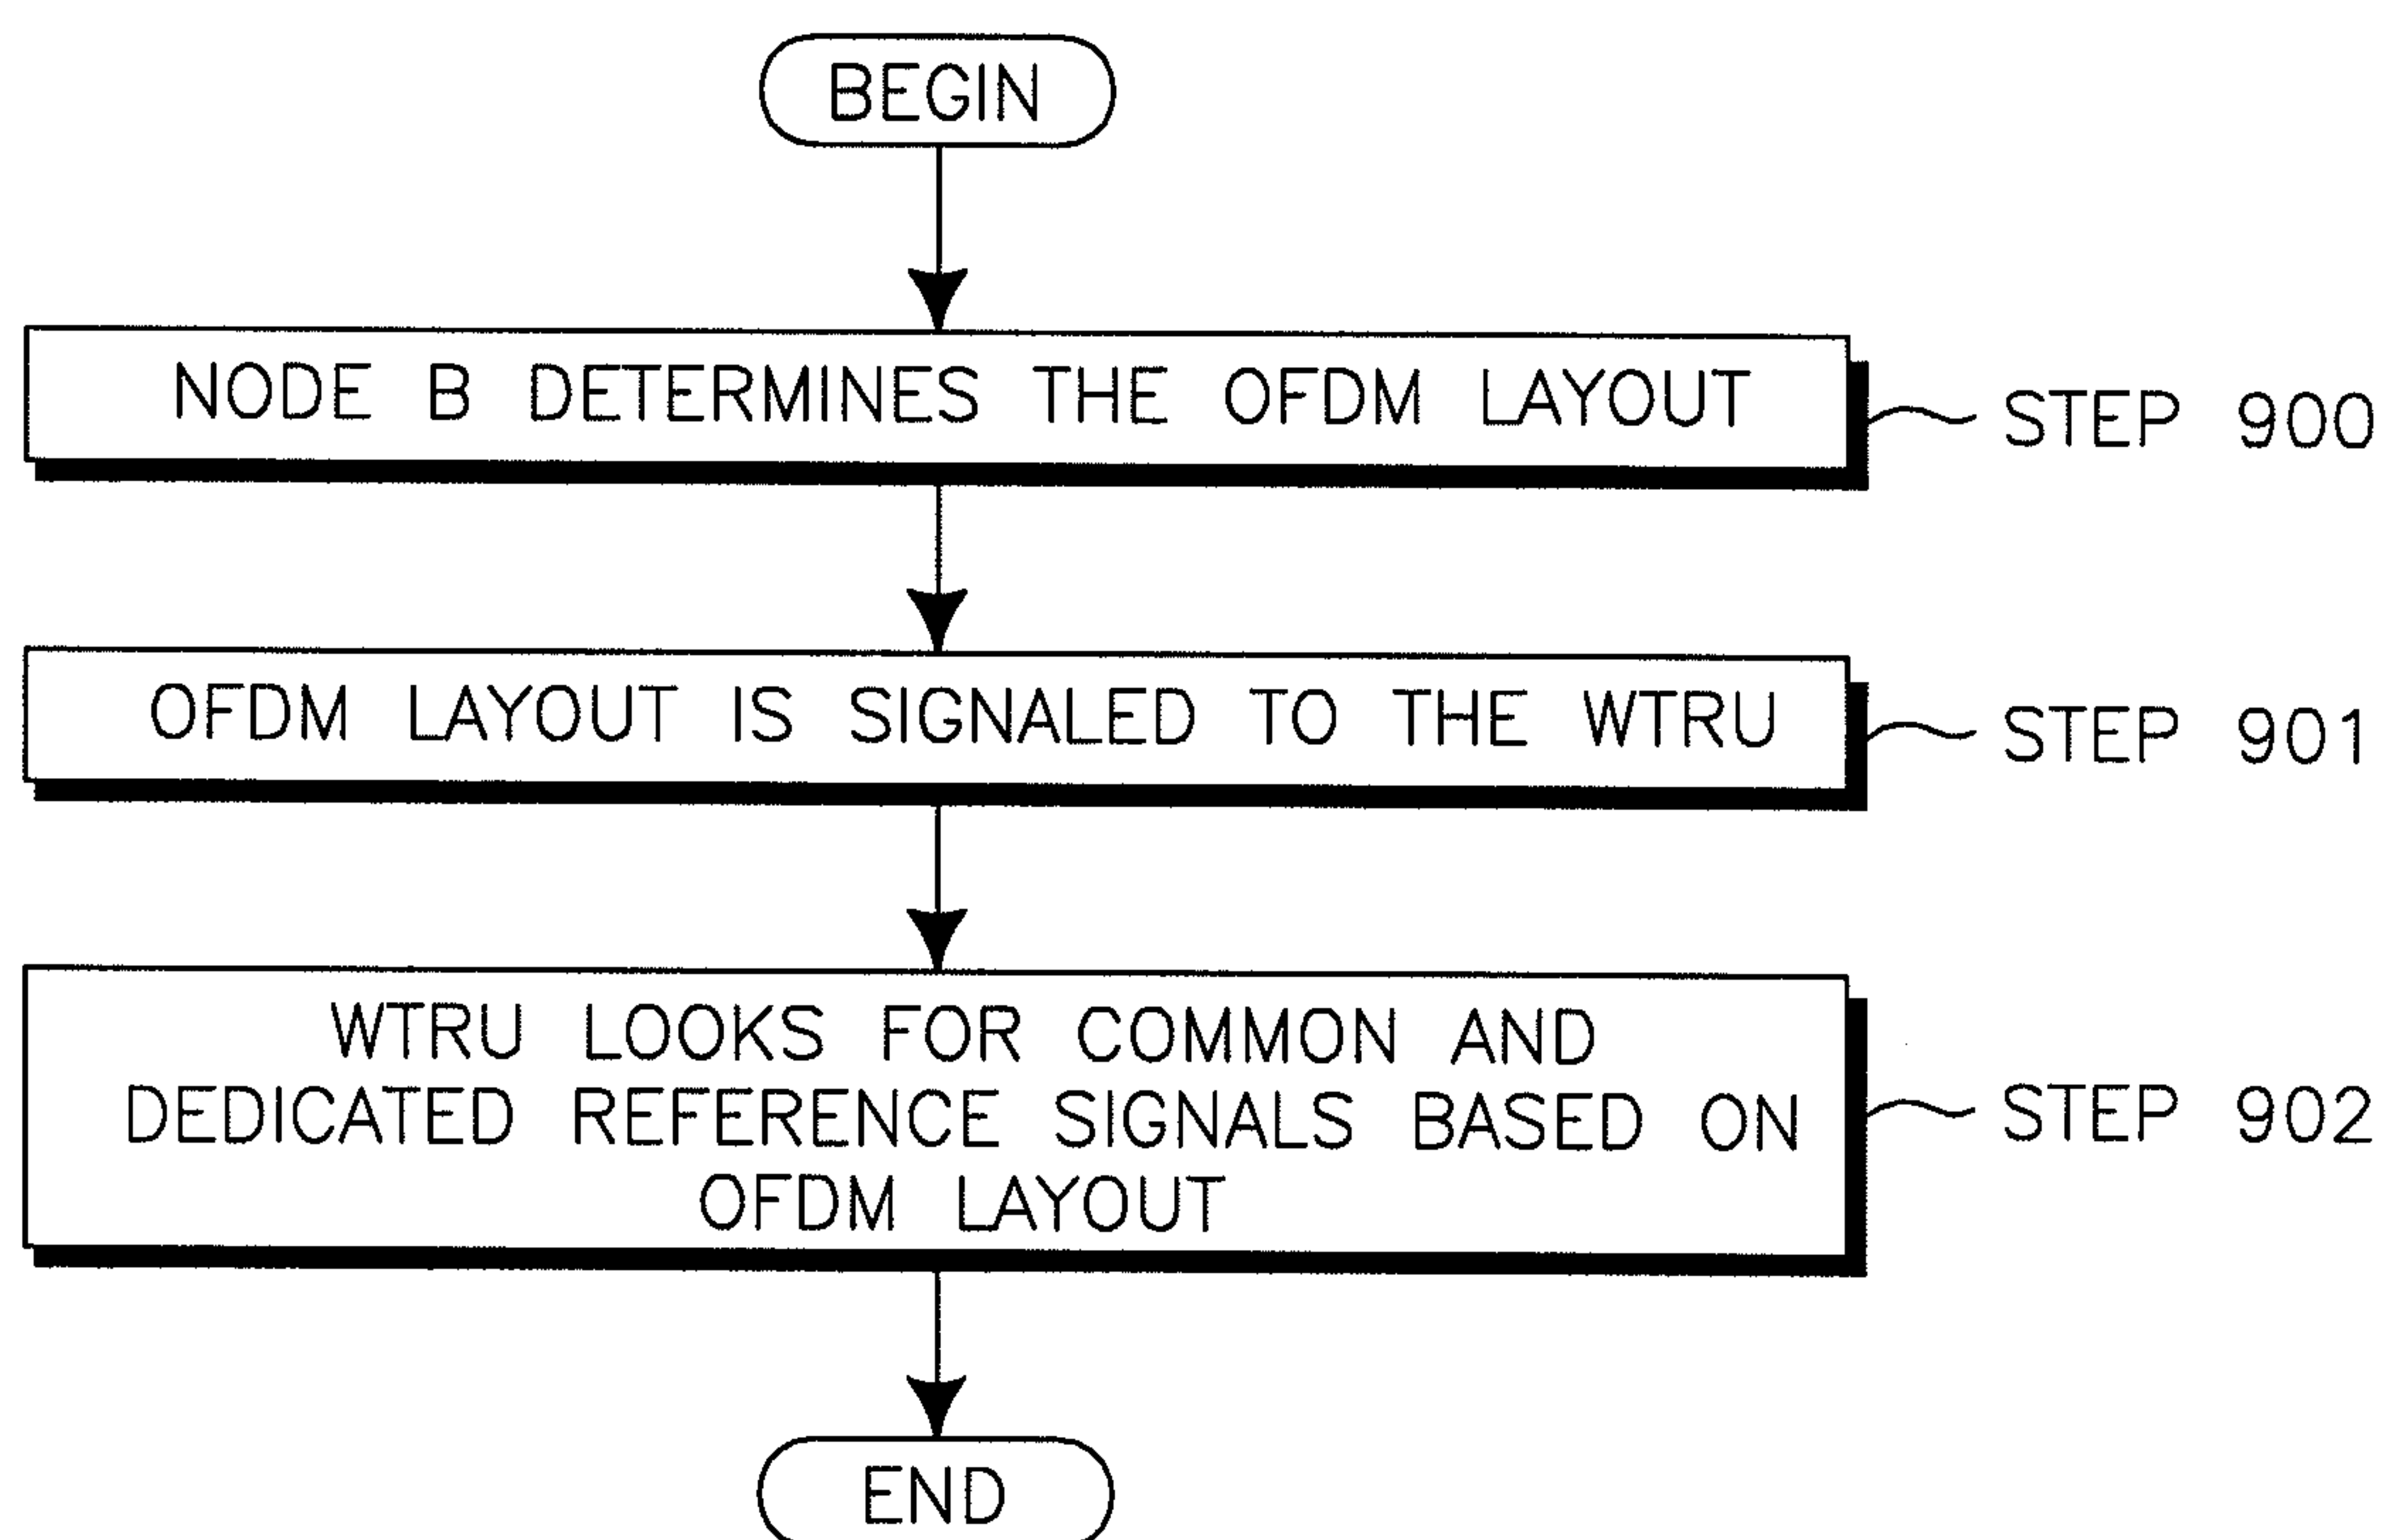 BEGIN
NODE B DETERMINES THE OFDM LAYOUT
STEP 900
OFDM LAYOUT IS SIGNALED TO THE WTRU
STEP 901
WTRU LOOKS FOR COMMON AND
DEDICATED REFERENCE SIGNALS BASED ON
OFDM LAYOUT
STEP 902
END